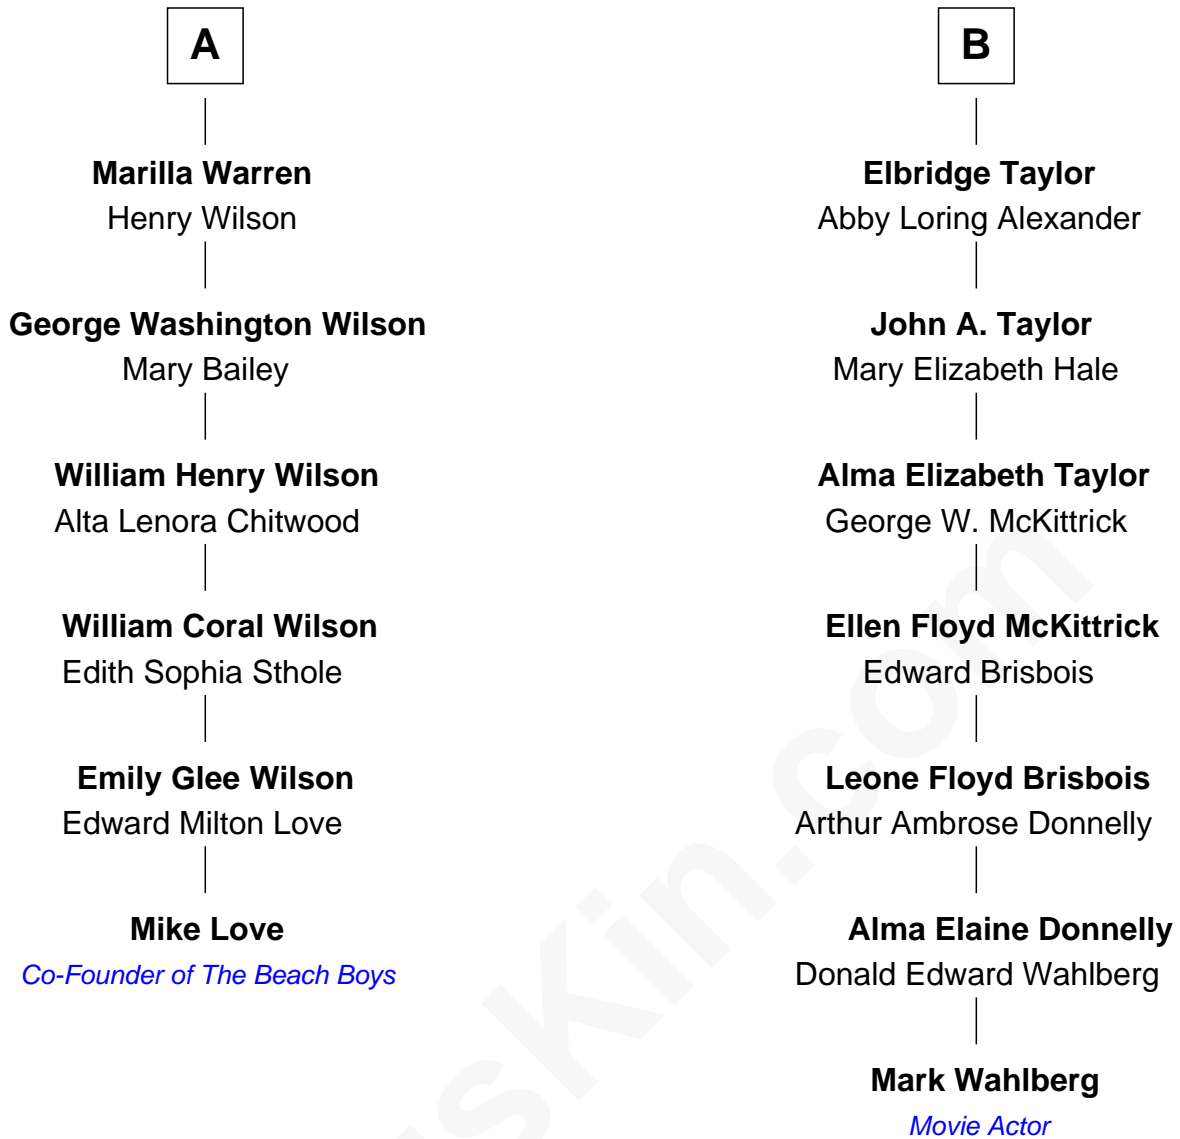 A
Marilla Warren
Henry Wilson
George Washington Wilson
Mary Bailey
William Henry Wilson
Alta Lenora Chitwood
William Coral Wilson
Edith Sophia Sthole
Emily Glee Wilson
Edward Milton Love
Mike Love
Co-Founder of The Beach Boys
B
Elbridge Taylor
Abby Loring Alexander
John A. Taylor
Mary Elizabeth Hale
Alma Elizabeth Taylor
George W. McKittrick
Ellen Floyd McKittrick
Edward Brisbois
Leone Floyd Brisbois
Arthur Ambrose Donnelly
Alma Elaine Donnelly
Donald Edward Wahlberg
Mark Wahlberg
Movie Actor
sKin.com